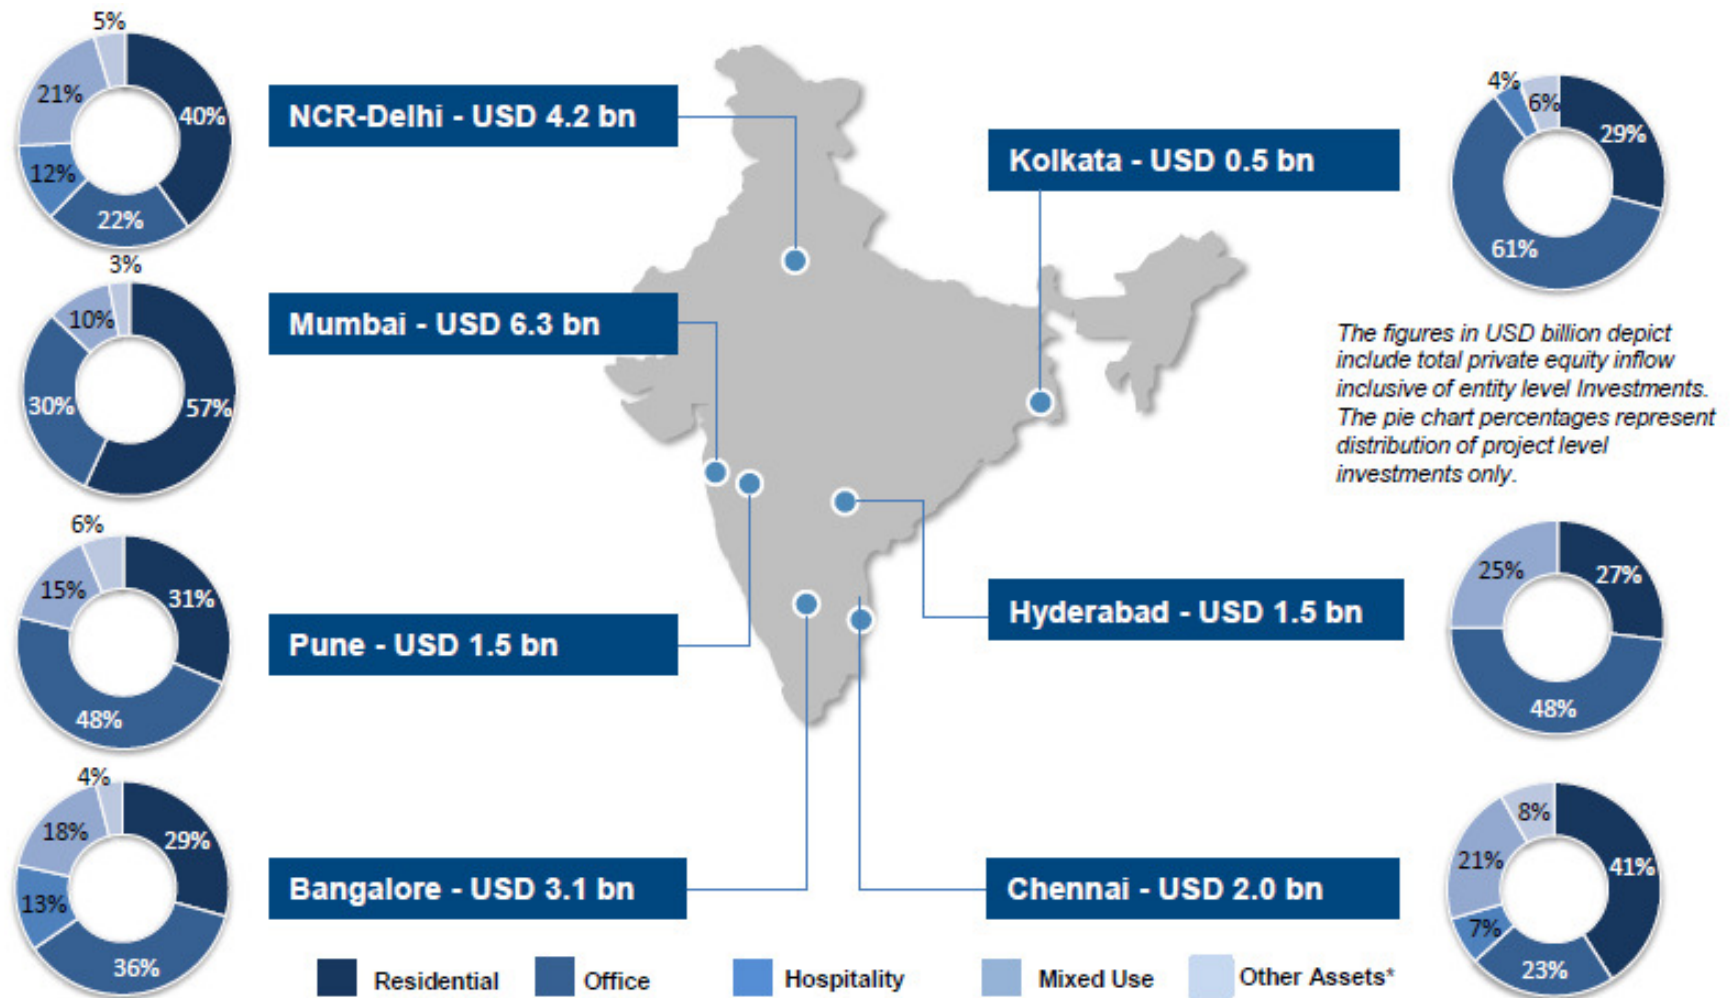 5%
21%
40%
12%
22%
NCR-Delhi - USD 4.2 bn
3%
10%
30%
57%
Mumbai - USD 6.3 bn
6%
15%
31%
48%
Pune - USD 1.5 bn
4%
18%
29%
13%
36%
Bangalore - USD 3.1 bn
Kolkata - USD 0.5 bn
4%
6%
29%
61%
The figures in USD billion depict
include total private equity inflow
inclusive of entity level Investments.
The pie chart percentages represent
distribution of project level
investments only.
Hyderabad - USD 1.5 bn
25%
27%
48%
Chennai - USD 2.0 bn
8%
21%
41%
7%
23%
Residential Office Hospitality Mixed Use Other Assets*